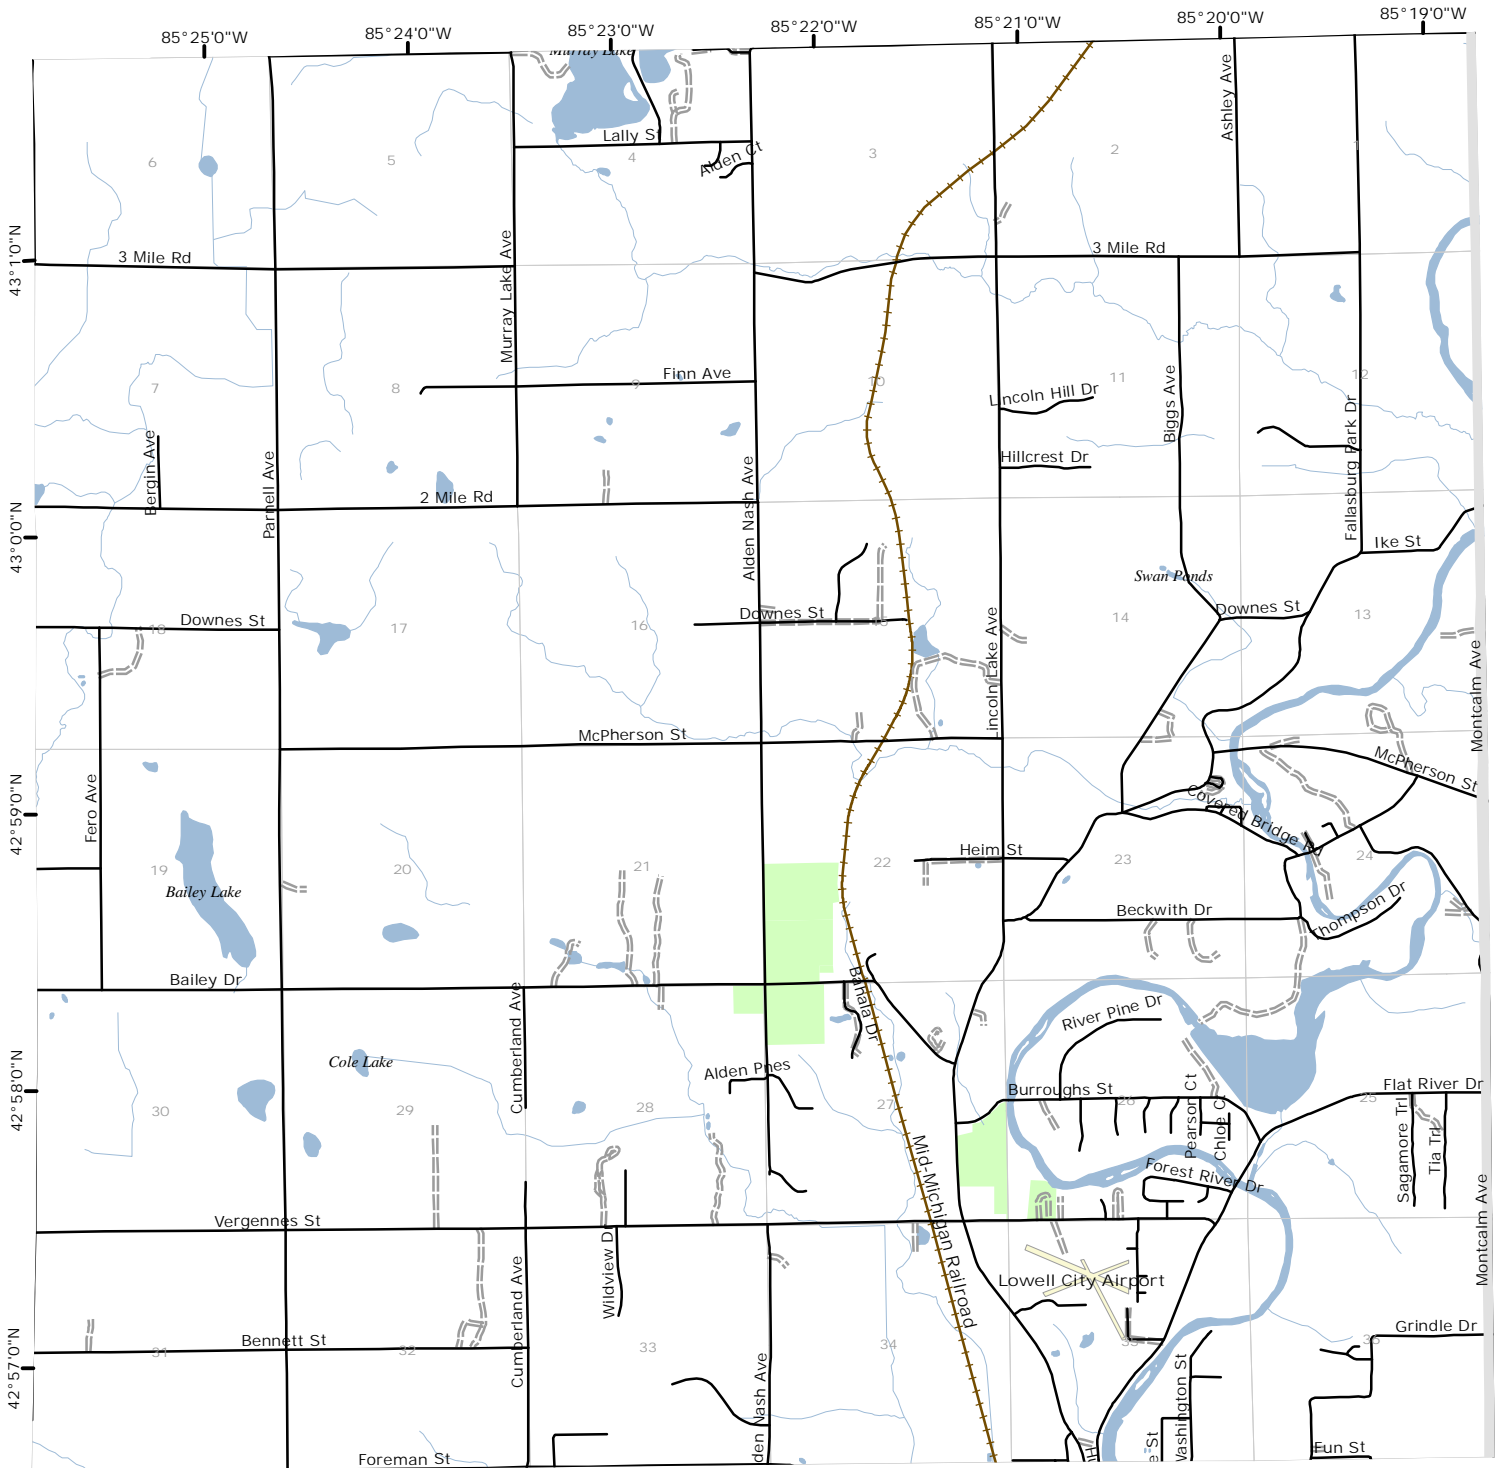 85°25'0"W
85°24'0"W
85°23'0"W
85°22'0"W
85°21'0"W
85°20'0"W
85°19'0"W
Murray Lake
Lally St
Alden Ct
Ashley Ave
6
5
4
3
2
1
43°1'0"N
3 Mile Rd
3 Mile Rd
Murray Lake Ave
Finn Ave
7
8
9
10
11
12
Lincoln Hill Dr
Biggs Ave
Fallasburg Park Dr
Hillcrest Dr
Bergin Ave
Parnell Ave
2 Mile Rd
Alden Nash Ave
43°0'0"N
Ike St
Swan Ponds
Downes St
Downes St
Downes St
18
17
16
15
14
13
Lincoln Lake Ave
Montcalm Ave
McPherson St
McPherson St
42°59'0"N
Fero Ave
Covered Bridge Rd
Heim St
19
20
21
22
23
24
Bailey Lake
Beckwith Dr
Thompson Dr
Bailey Dr
Bahala Dr
Cumberland Ave
River Pine Dr
42°58'0"N
Cole Lake
Alden Pnes
Burroughs St
Flat River Dr
30
29
28
27
26
25
Pearson Ct
Chloe Ct
Sagamore Trl
Tia Trl
Mid-Michigan Railroad
Forest River Dr
Montcalm Ave
Vergennes St
Wildview Dr
Cumberland Ave
Lowell City Airport
Bennett St
Grindle Dr
31
32
33
34
35
36
42°57'0"N
den Nash Ave
Washington St
e St
Hu
Fun St
Foreman St